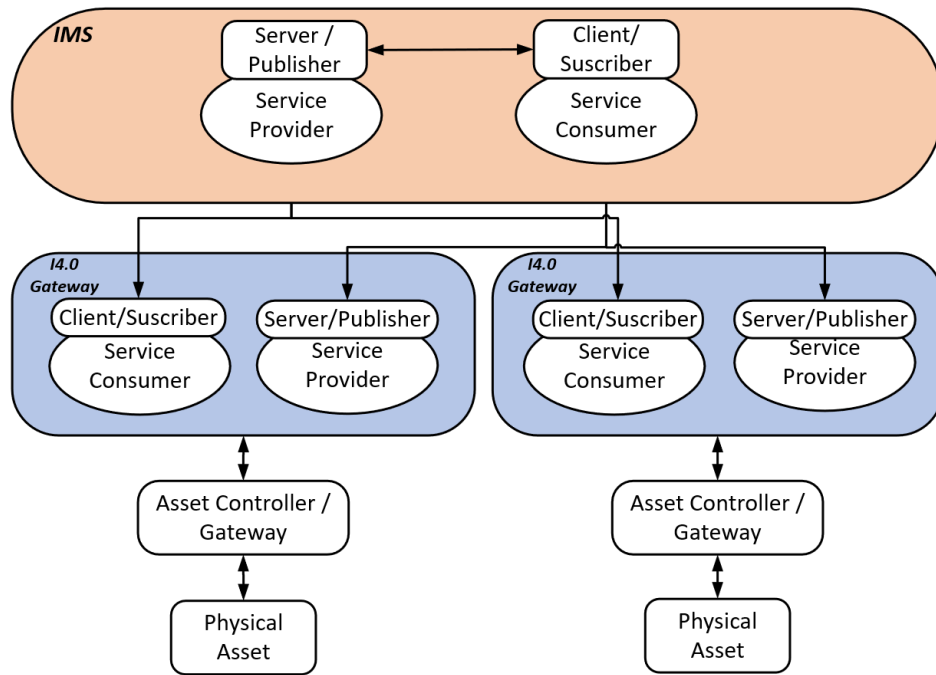 IMS
Server /
Publisher
Service
Provider
Client/
Suscriber
Service
Consumer
I4.0
Gateway
Client/Suscriber
Service
Consumer
Server/Publisher
Service
Provider
I4.0
Gateway
Client/Suscriber
Service
Consumer
Server/Publisher
Service
Provider
Asset Controller /
Gateway
Asset Controller /
Gateway
Physical
Asset
Physical
Asset